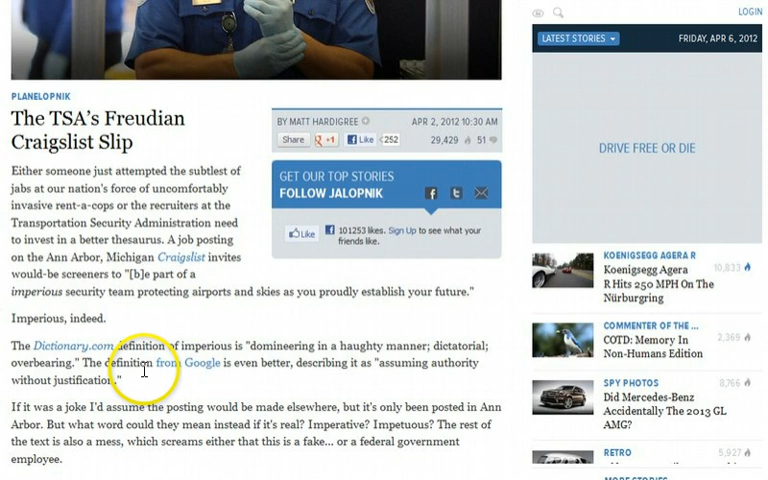 LOGIN
LATEST STORIES
FRIDAY, APR 6, 2012
DRIVE FREE OR DIE
PLANELOPNIK
The TSA's Freudian
Craigslist Slip
BY MATT HARDIGREE
APR 2, 2012 10:30 AM
Share
g +1
Like
252
29,429
51
GET OUR TOP STORIES
FOLLOW JALOPNIK
Like
101253 likes. Sign Up to see what your
friends like.
Either someone just attempted the subtlest of
jabs at our nation's force of uncomfortably
invasive rent-a-cops or the recruiters at the
Transportation Security Administration need
to invest in a better thesaurus. A job posting
on the Ann Arbor, Michigan Craigslist invites
would-be screeners to "[b]e part of a
imperious security team protecting airports and skies as you proudly establish your future."
Imperious, indeed.
The Dictionary.com definition of imperious is "domineering in a haughty manner; dictatorial;
overbearing." The definition from Google is even better, describing it as "assuming authority
without justification."
If it was a joke I'd assume the posting would be made elsewhere, but it's only been posted in Ann
Arbor. But what word could they mean instead if it's real? Imperative? Impetuous? The rest of
the text is also a mess, which screams either that this is a fake... or a federal government
employee.
KOENIGSEGG AGERA R
10,833
Koenigsegg Agera
R Hits 250 MPH On The
Nürburgring
COMMENTER OF THE ...
2,369
COTD: Memory In
Non-Humans Edition
SPY PHOTOS
8,766
Did Mercedes-Benz
Accidentally The 2013 GL
AMG?
RETRO
5,927
MORE STORIES